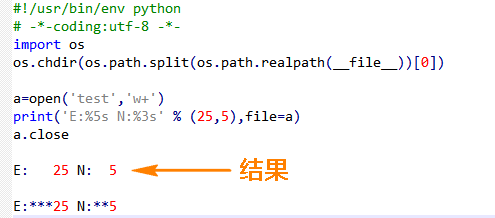 #!/usr/bin/env python
# -*-coding:utf-8 -*-
import os
os.chdir(os.path.split(os.path.realpath(__file__))[0])
a=open('test','w+')
print('E:%5s N:%3s' % (25,5),file=a)
a.close
E:   25 N:  5 结果
E:***25 N:**5